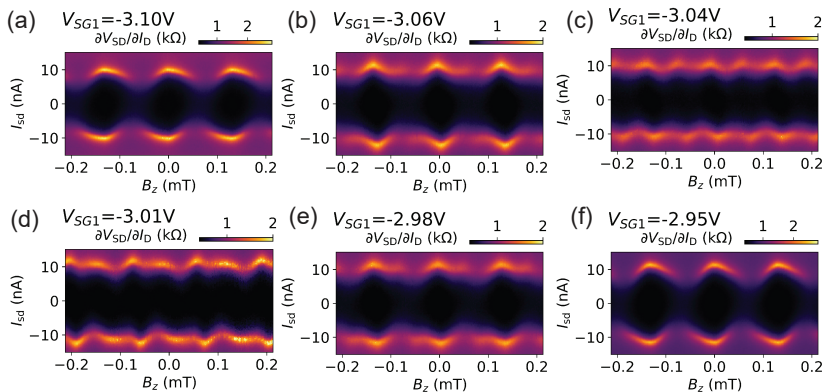 (a) V_SG1=-3.10V
∂V_SD/∂I_D (kΩ) 1 2
I_sd (nA)
10
0
−10
−0.2 −0.1 0.0 0.1 0.2
B_z (mT)
(b) V_SG1=-3.06V
∂V_SD/∂I_D (kΩ) 1 2
I_sd (nA)
10
0
−10
−0.2 −0.1 0.0 0.1 0.2
B_z (mT)
(c) V_SG1=-3.04V
∂V_SD/∂I_D (kΩ) 1 2
I_sd (nA)
10
0
−10
−0.2 −0.1 0.0 0.1 0.2
B_z (mT)
(d) V_SG1=-3.01V
∂V_SD/∂I_D (kΩ) 1 2
I_sd (nA)
10
0
−10
−0.2 −0.1 0.0 0.1 0.2
B_z (mT)
(e) V_SG1=-2.98V
∂V_SD/∂I_D (kΩ) 1 2
I_sd (nA)
10
0
−10
−0.2 −0.1 0.0 0.1 0.2
B_z (mT)
(f) V_SG1=-2.95V
∂V_SD/∂I_D (kΩ) 1 2
I_sd (nA)
10
0
−10
−0.2 −0.1 0.0 0.1 0.2
B_z (mT)